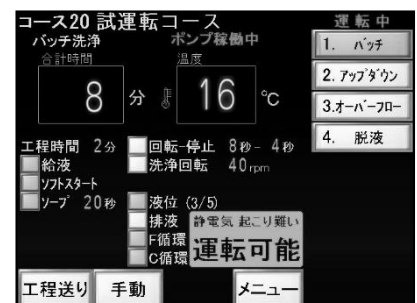 コース20 試運転コース
運転中
バッチ洗浄 ポンプ稼働中
合計時間 温度
8 分 16 ℃
1. バッチ
2. アップダウン
3.オーバーフロー
4. 脱液
工程時間 2分
回転-停止 8秒- 4秒
給液
洗浄回転 40rpm
ソフトスタート
ソープ 20秒
液位 (3/5)
排液
F循環
C循環
静電気 起こり難い
運転可能
工程送り 手動 メニュー